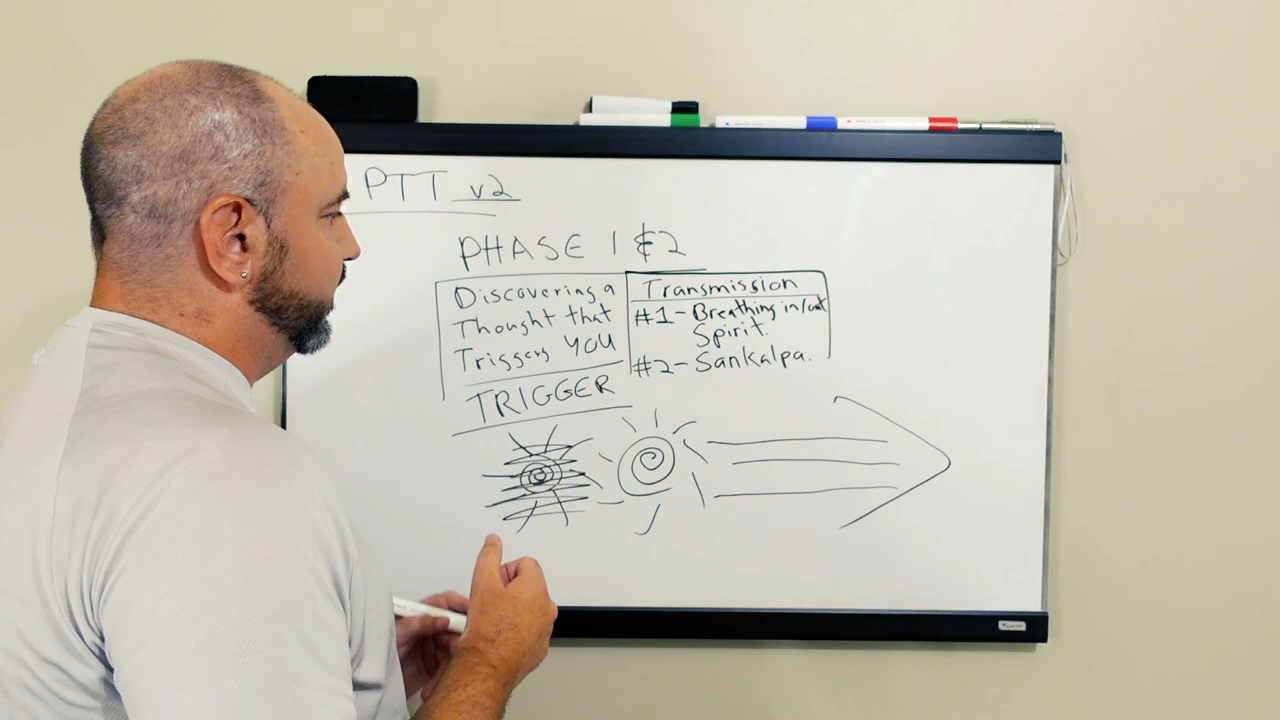 PTT v2
PHASE 1 & 2
Discovering a
Thought that
Triggers YOU
TRIGGER
Transmission
#1- Breathing in/out
Spirit.
#2- Sankalpa.